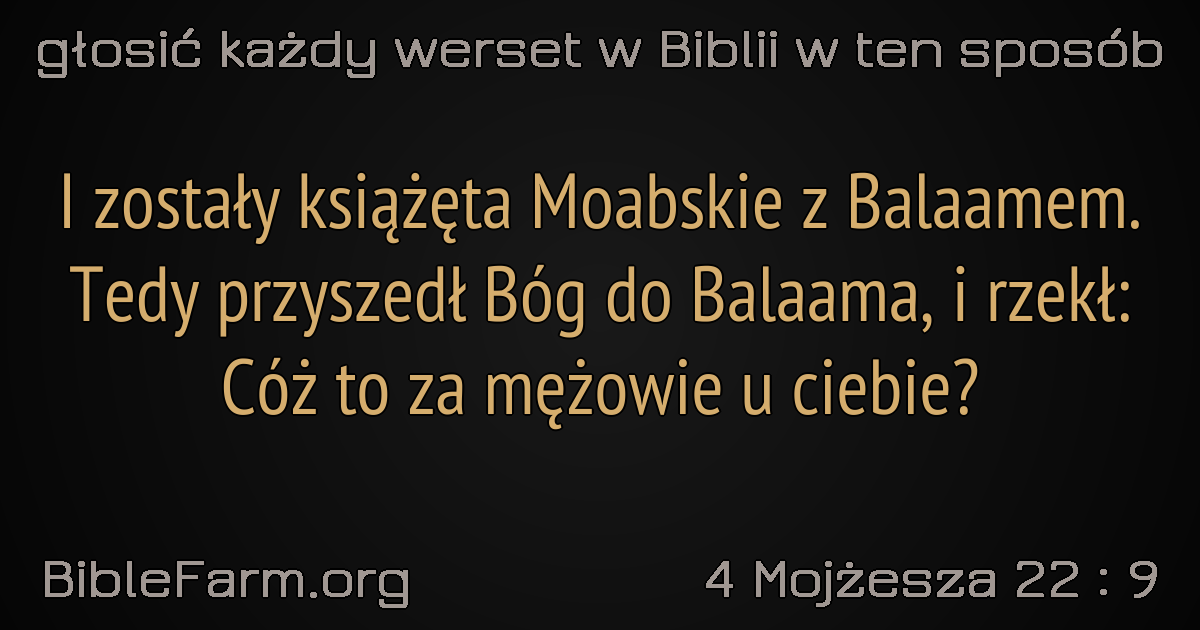 głosić każdy werset w Biblii w ten sposób
I zostały książęta Moabskie z Balaamem.
Tedy przyszedł Bóg do Balaama, i rzekł:
Cóż to za mężowie u ciebie?
BibleFarm.org
4 Mojżesza 22 : 9